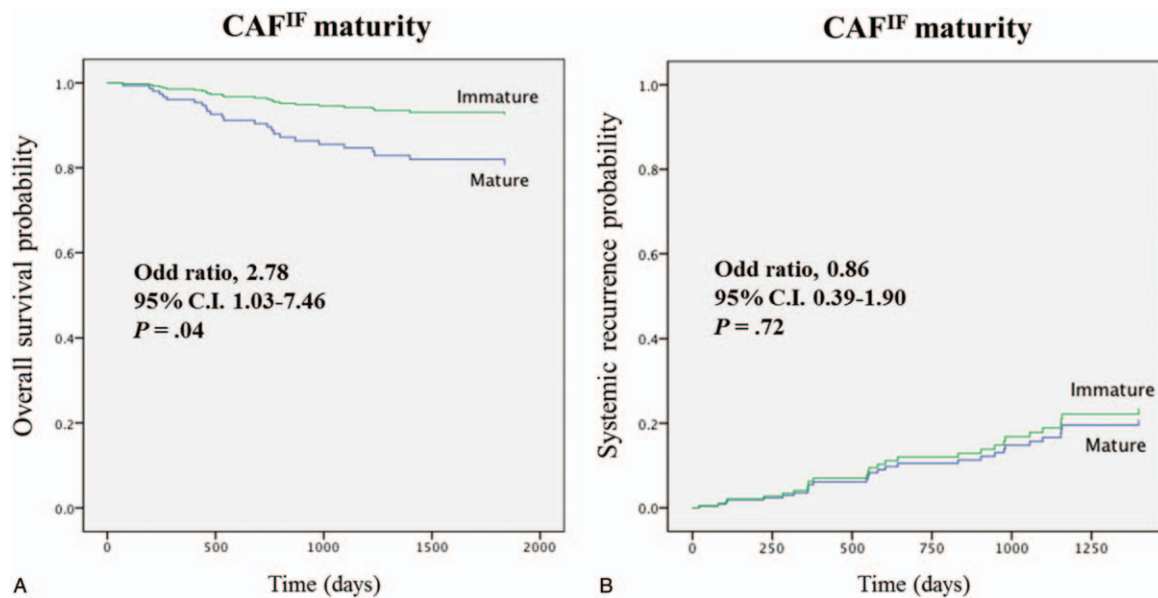 CAFIF maturity
Overall survival probability
1.0
0.8
0.6
0.4
0.2
0.0
Immature
Mature
Odd ratio, 2.78
95% C.I. 1.03-7.46
P = .04
0 500 1000 1500 2000
Time (days)
A
CAFIF maturity
Systemic recurrence probability
1.0
0.8
0.6
0.4
0.2
0.0
Odd ratio, 0.86
95% C.I. 0.39-1.90
P = .72
Immature
Mature
0 250 500 750 1000 1250
Time (days)
B